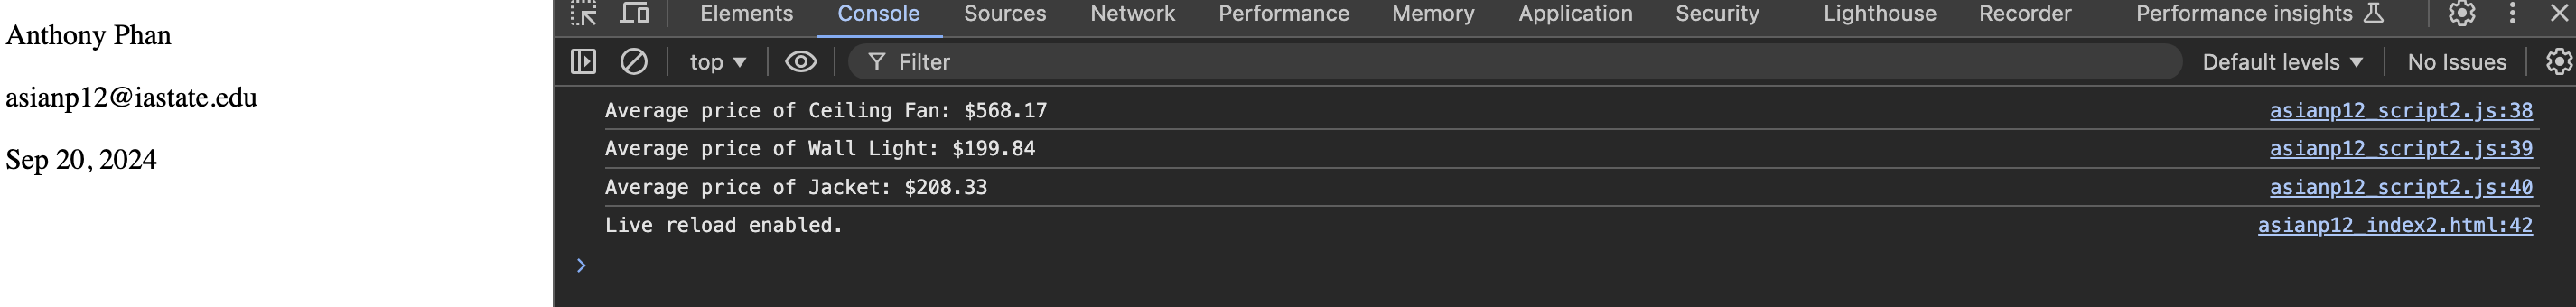 Anthony Phan
asianp12@iastate.edu
Sep 20, 2024
Elements Console Sources Network Performance Memory Application Security Lighthouse Recorder Performance insights
top Filter Default levels No Issues
Average price of Ceiling Fan: $568.17 asianp12_script2.js:38
Average price of Wall Light: $199.84 asianp12_script2.js:39
Average price of Jacket: $208.33 asianp12_script2.js:40
Live reload enabled. asianp12_index2.html:42